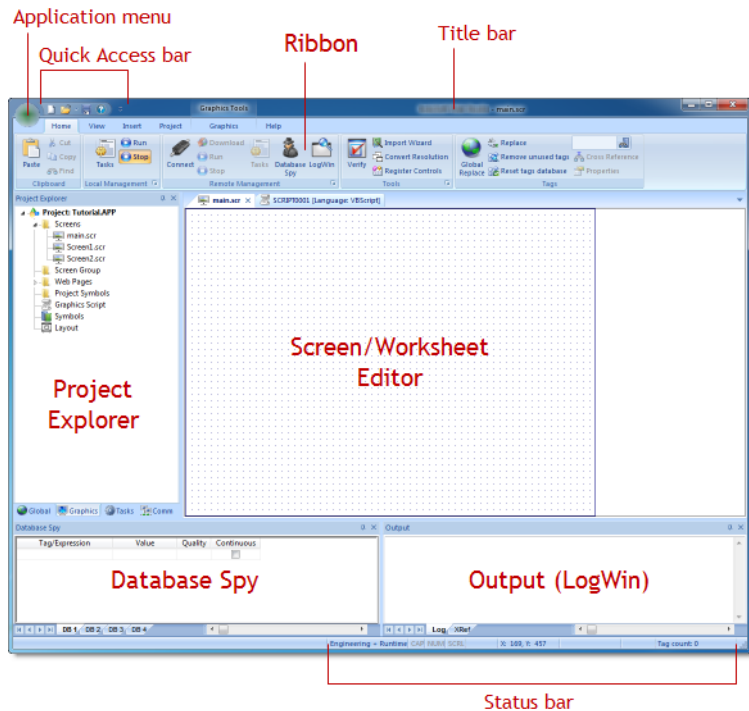 Application menu
Quick Access bar
Ribbon
Title bar
Graphics Tools
- main.scr
Home View Insert Project Graphics Help
Paste
Cut
Copy
Find
Clipboard
Tasks
Run
Stop
Local Management
Connect
Download
Run
Stop
Tasks
Database Spy
LogWin
Remote Management
Verify
Import Wizard
Convert Resolution
Register Controls
Tools
Global Replace
Replace
Remove unused tags
Reset tags database
Cross Reference
Properties
Tags
Project Explorer
Project: Tutorial.APP
Screens
main.scr
Screen1.scr
Screen2.scr
Screen Group
Web Pages
Project Symbols
Graphics Script
Symbols
Layout
Project
Explorer
Global Graphics Tasks Comm
main.scr
SCRIPT0001 (Language: VBScript)
Screen/Worksheet
Editor
Database Spy
Tag/Expression Value Quality Continuous
Database Spy
DB 1 DB 2 DB 3 DB 4
Output
Output (LogWin)
Log XRef
Engineering + Runtime CAP NUM SCRL X: 169, Y: 457 Tag count: 0
Status bar